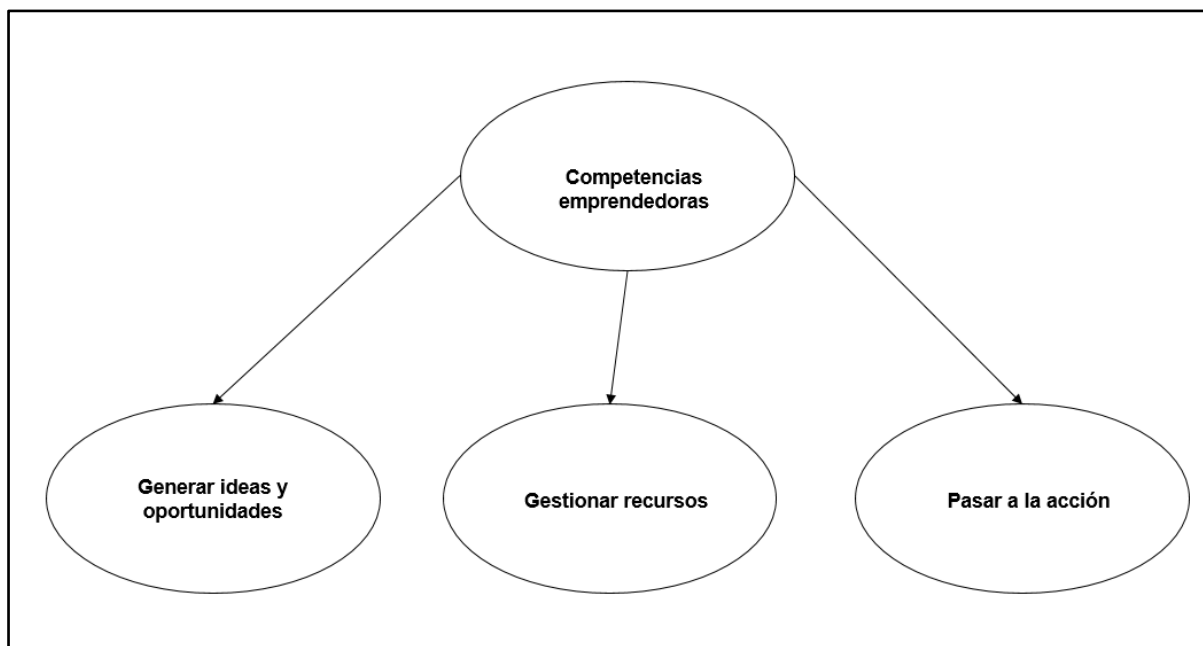 Competencias
emprendedoras
Generar ideas y
oportunidades
Gestionar recursos
Pasar a la acción